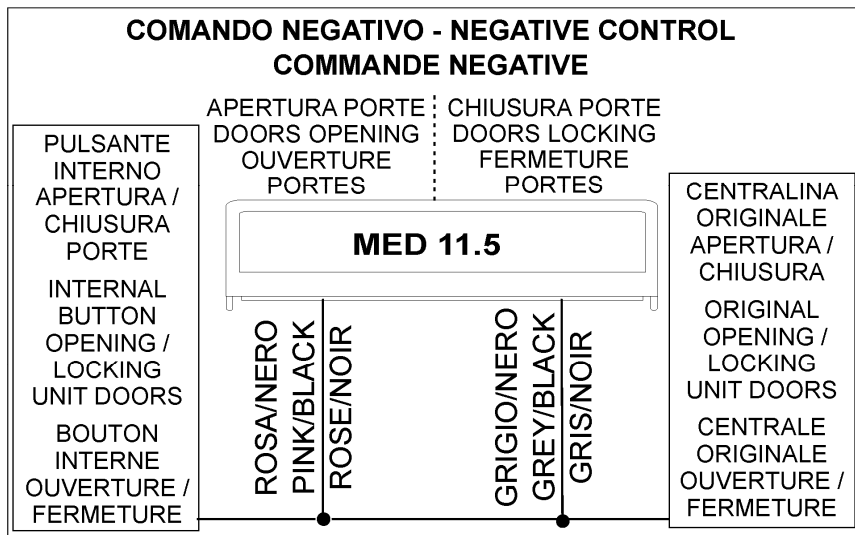 COMANDO NEGATIVO - NEGATIVE CONTROL
COMMANDE NEGATIVE
APERTURA PORTE
DOORS OPENING
OUVERTURE
PORTES
CHIUSURA PORTE
DOORS LOCKING
FERMETURE
PORTES
PULSANTE
INTERNO
APERTURA /
CHIUSURA
PORTE
INTERNAL
BUTTON
OPENING /
LOCKING
UNIT DOORS
BOUTON
INTERNE
OUVERTURE /
FERMETURE
MED 11.5
ROSA/NERO
PINK/BLACK
ROSE/NOIR
GRIGIO/NERO
GREY/BLACK
GRIS/NOIR
CENTRALINA
ORIGINALE
APERTURA /
CHIUSURA
ORIGINAL
OPENING /
LOCKING
UNIT DOORS
CENTRALE
ORIGINALE
OUVERTURE /
FERMETURE